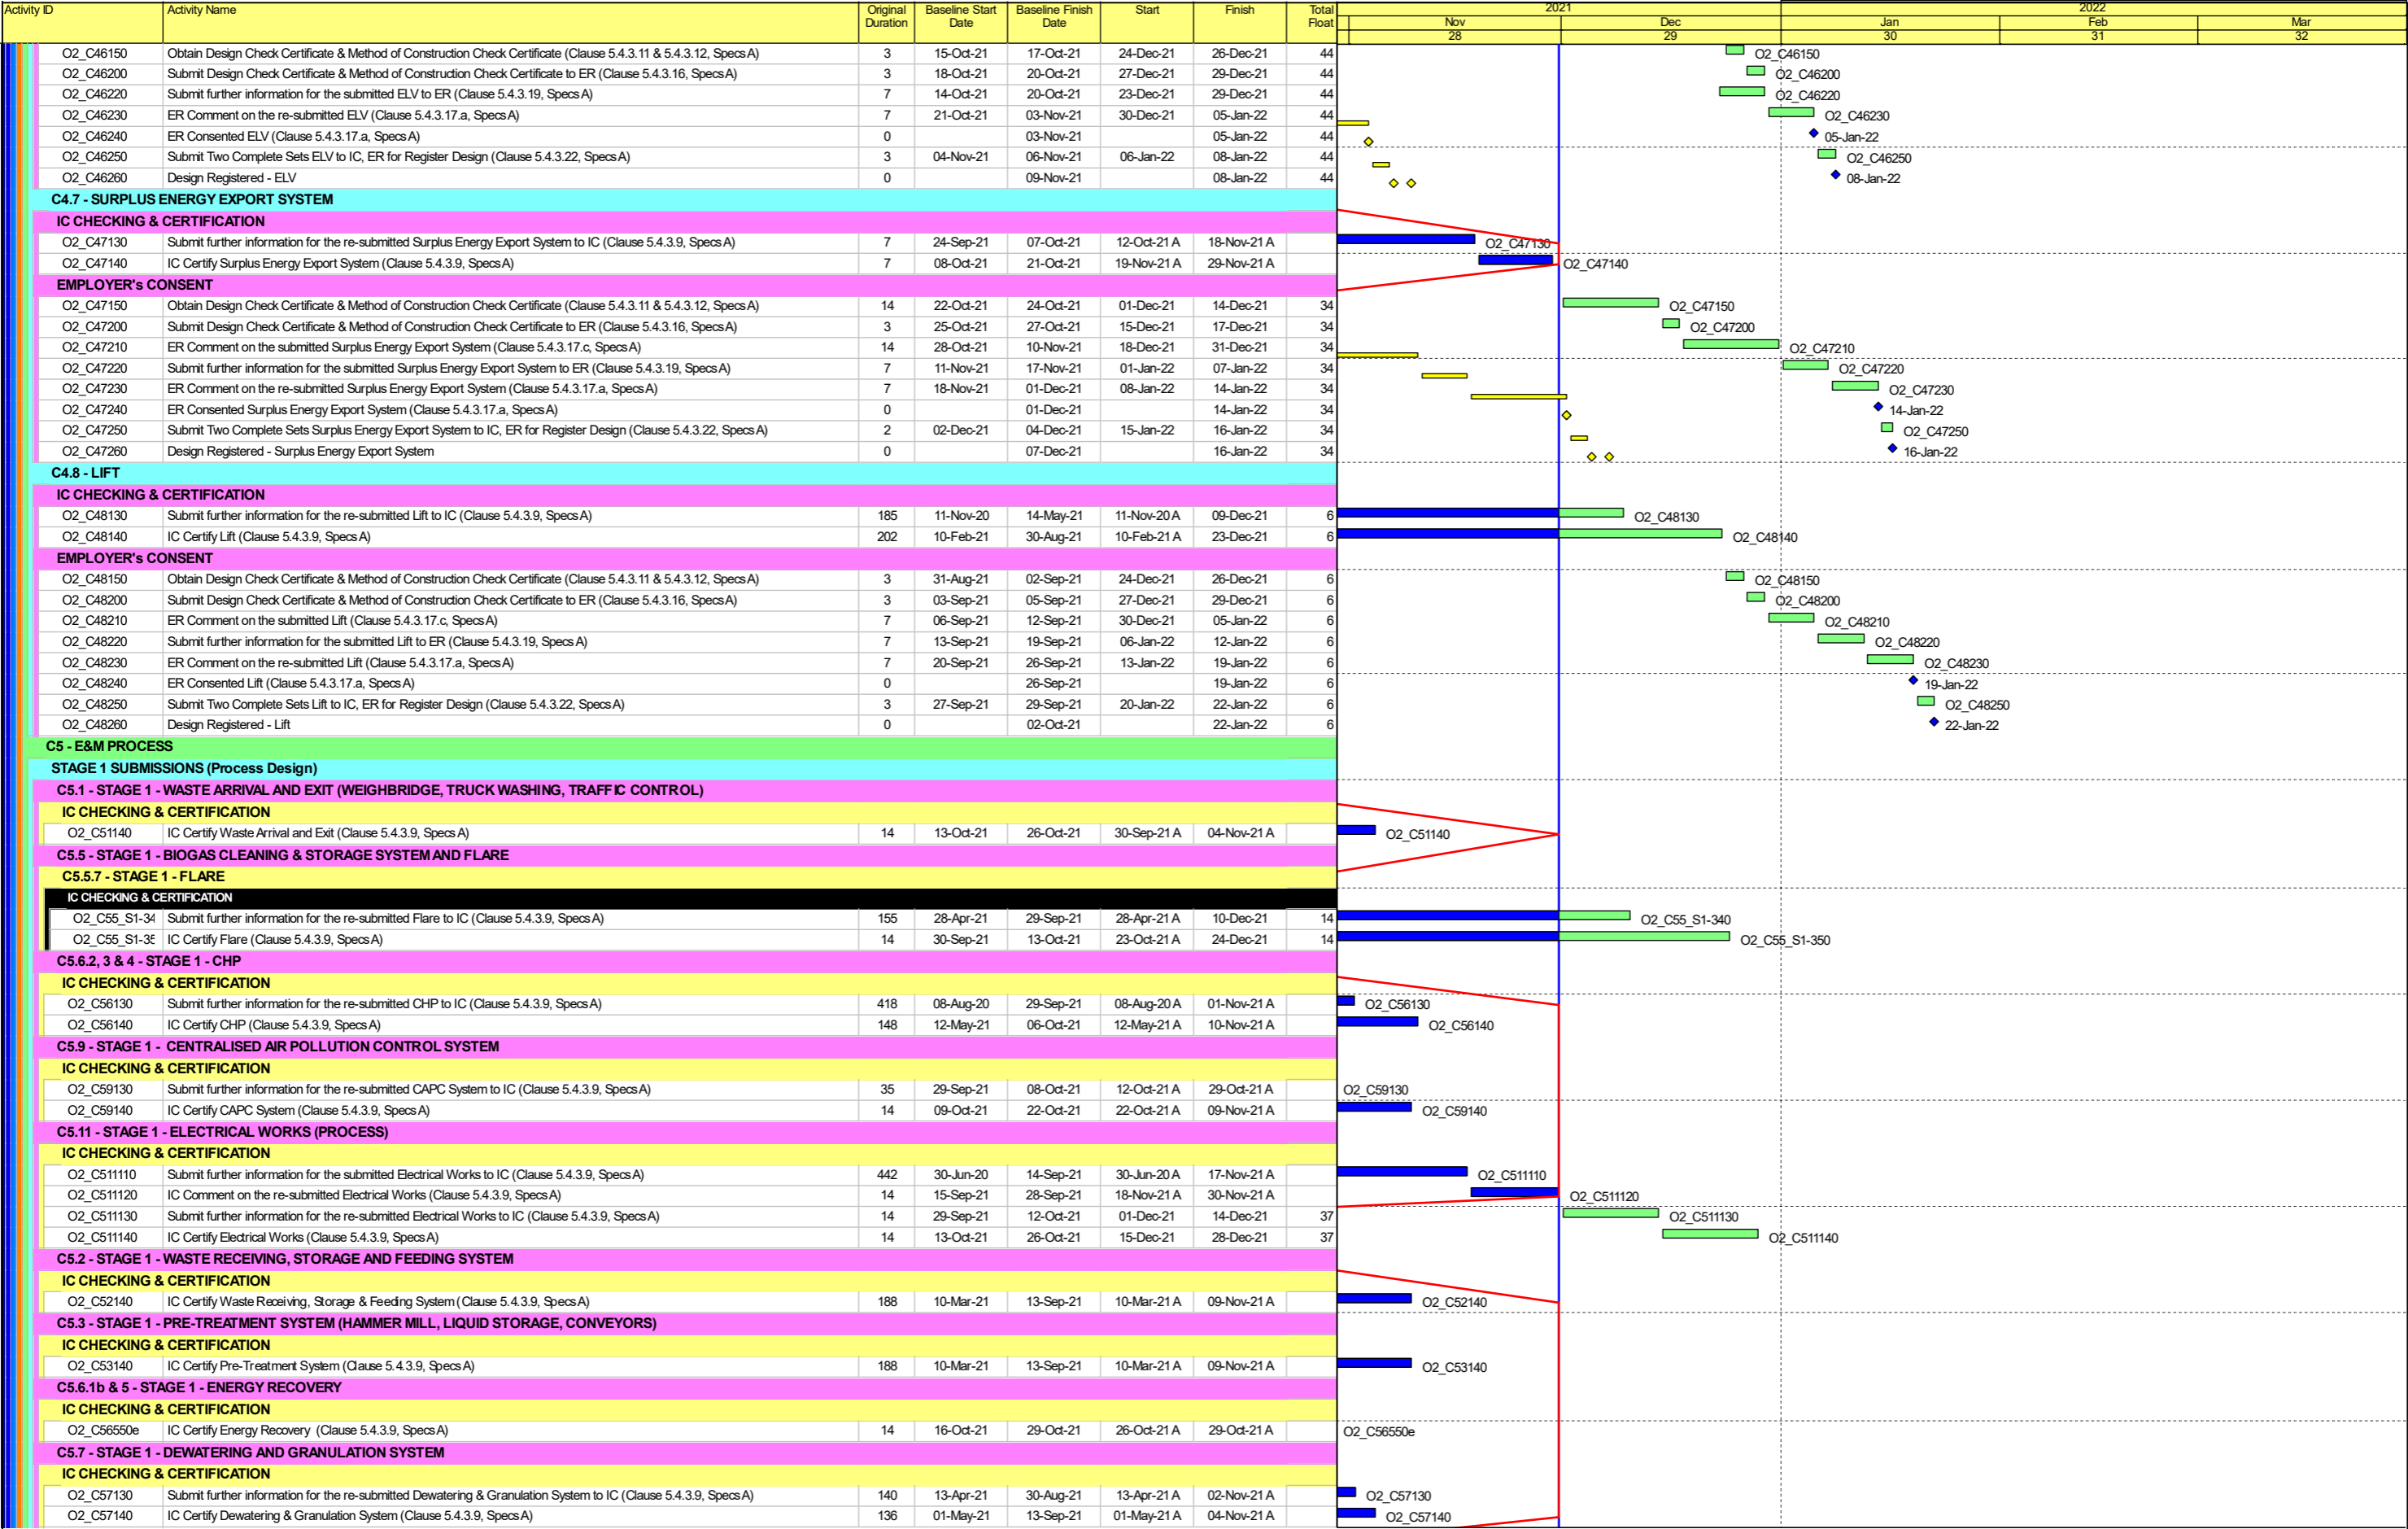 Activity ID Activity Name Original Duration Baseline Start Date Baseline Finish Date Start Finish Total Float 2021 2022
Nov Dec Jan Feb Mar
28 29 30 31 32
O2_C46150 Obtain Design Check Certificate & Method of Construction Check Certificate (Clause 5.4.3.11 & 5.4.3.12, Specs A) 3 15-Oct-21 17-Oct-21 24-Dec-21 26-Dec-21 44 O2_C46150
O2_C46200 Submit Design Check Certificate & Method of Construction Check Certificate to ER (Clause 5.4.3.16, Specs A) 3 18-Oct-21 20-Oct-21 27-Dec-21 29-Dec-21 44 O2_C46200
O2_C46220 Submit further information for the submitted ELV to ER (Clause 5.4.3.19, Specs A) 7 14-Oct-21 20-Oct-21 23-Dec-21 29-Dec-21 44 O2_C46220
O2_C46230 ER Comment on the re-submitted ELV (Clause 5.4.3.17.a, Specs A) 7 21-Oct-21 03-Nov-21 30-Dec-21 05-Jan-22 44 O2_C46230
O2_C46240 ER Consented ELV (Clause 5.4.3.17.a, Specs A) 0 03-Nov-21 05-Jan-22 44 05-Jan-22
O2_C46250 Submit Two Complete Sets ELV to IC, ER for Register Design (Clause 5.4.3.22, Specs A) 3 04-Nov-21 06-Nov-21 06-Jan-22 08-Jan-22 44 O2_C46250
O2_C46260 Design Registered - ELV 0 09-Nov-21 08-Jan-22 44 08-Jan-22
C4.7 - SURPLUS ENERGY EXPORT SYSTEM
IC CHECKING & CERTIFICATION
O2_C47130 Submit further information for the re-submitted Surplus Energy Export System to IC (Clause 5.4.3.9, Specs A) 7 24-Sep-21 07-Oct-21 12-Oct-21 A 18-Nov-21 A O2_C47130
O2_C47140 IC Certify Surplus Energy Export System (Clause 5.4.3.9, Specs A) 7 08-Oct-21 21-Oct-21 19-Nov-21 A 29-Nov-21 A O2_C47140
EMPLOYER's CONSENT
O2_C47150 Obtain Design Check Certificate & Method of Construction Check Certificate (Clause 5.4.3.11 & 5.4.3.12, Specs A) 14 22-Oct-21 24-Oct-21 01-Dec-21 14-Dec-21 34 O2_C47150
O2_C47200 Submit Design Check Certificate & Method of Construction Check Certificate to ER (Clause 5.4.3.16, Specs A) 3 25-Oct-21 27-Oct-21 15-Dec-21 17-Dec-21 34 O2_C47200
O2_C47210 ER Comment on the submitted Surplus Energy Export System (Clause 5.4.3.17.c, Specs A) 14 28-Oct-21 10-Nov-21 18-Dec-21 31-Dec-21 34 O2_C47210
O2_C47220 Submit further information for the submitted Surplus Energy Export System to ER (Clause 5.4.3.19, Specs A) 7 11-Nov-21 17-Nov-21 01-Jan-22 07-Jan-22 34 O2_C47220
O2_C47230 ER Comment on the re-submitted Surplus Energy Export System (Clause 5.4.3.17.a, Specs A) 7 18-Nov-21 01-Dec-21 08-Jan-22 14-Jan-22 34 O2_C47230
O2_C47240 ER Consented Surplus Energy Export System (Clause 5.4.3.17.a, Specs A) 0 01-Dec-21 14-Jan-22 34 14-Jan-22
O2_C47250 Submit Two Complete Sets Surplus Energy Export System to IC, ER for Register Design (Clause 5.4.3.22, Specs A) 2 02-Dec-21 04-Dec-21 15-Jan-22 16-Jan-22 34 O2_C47250
O2_C47260 Design Registered - Surplus Energy Export System 0 07-Dec-21 16-Jan-22 34 16-Jan-22
C4.8 - LIFT
IC CHECKING & CERTIFICATION
O2_C48130 Submit further information for the re-submitted Lift to IC (Clause 5.4.3.9, Specs A) 185 11-Nov-20 14-May-21 11-Nov-20 A 09-Dec-21 6 O2_C48130
O2_C48140 IC Certify Lift (Clause 5.4.3.9, Specs A) 202 10-Feb-21 30-Aug-21 10-Feb-21 A 23-Dec-21 6 O2_C48140
EMPLOYER's CONSENT
O2_C48150 Obtain Design Check Certificate & Method of Construction Check Certificate (Clause 5.4.3.11 & 5.4.3.12, Specs A) 3 31-Aug-21 02-Sep-21 24-Dec-21 26-Dec-21 6 O2_C48150
O2_C48200 Submit Design Check Certificate & Method of Construction Check Certificate to ER (Clause 5.4.3.16, Specs A) 3 03-Sep-21 05-Sep-21 27-Dec-21 29-Dec-21 6 O2_C48200
O2_C48210 ER Comment on the submitted Lift (Clause 5.4.3.17.c, Specs A) 7 06-Sep-21 12-Sep-21 30-Dec-21 05-Jan-22 6 O2_C48210
O2_C48220 Submit further information for the submitted Lift to ER (Clause 5.4.3.19, Specs A) 7 13-Sep-21 19-Sep-21 06-Jan-22 12-Jan-22 6 O2_C48220
O2_C48230 ER Comment on the re-submitted Lift (Clause 5.4.3.17.a, Specs A) 7 20-Sep-21 26-Sep-21 13-Jan-22 19-Jan-22 6 O2_C48230
O2_C48240 ER Consented Lift (Clause 5.4.3.17.a, Specs A) 0 26-Sep-21 19-Jan-22 6 19-Jan-22
O2_C48250 Submit Two Complete Sets Lift to IC, ER for Register Design (Clause 5.4.3.22, Specs A) 3 27-Sep-21 29-Sep-21 20-Jan-22 22-Jan-22 6 O2_C48250
O2_C48260 Design Registered - Lift 0 02-Oct-21 22-Jan-22 6 22-Jan-22
C5 - E&M PROCESS
STAGE 1 SUBMISSIONS (Process Design)
C5.1 - STAGE 1 - WASTE ARRIVAL AND EXIT (WEIGHBRIDGE, TRUCK WASHING, TRAFFIC CONTROL)
IC CHECKING & CERTIFICATION
O2_C51140 IC Certify Waste Arrival and Exit (Clause 5.4.3.9, Specs A) 14 13-Oct-21 26-Oct-21 30-Sep-21 A 04-Nov-21 A O2_C51140
C5.5 - STAGE 1 - BIOGAS CLEANING & STORAGE SYSTEM AND FLARE
C5.5.7 - STAGE 1 - FLARE
IC CHECKING & CERTIFICATION
O2_C55_S1-34 Submit further information for the re-submitted Flare to IC (Clause 5.4.3.9, Specs A) 155 28-Apr-21 29-Sep-21 28-Apr-21 A 10-Dec-21 14 O2_C55_S1-340
O2_C55_S1-35 IC Certify Flare (Clause 5.4.3.9, Specs A) 14 30-Sep-21 13-Oct-21 23-Oct-21 A 24-Dec-21 14 O2_C55_S1-350
C5.6.2, 3 & 4 - STAGE 1 - CHP
IC CHECKING & CERTIFICATION
O2_C56130 Submit further information for the re-submitted CHP to IC (Clause 5.4.3.9, Specs A) 418 08-Aug-20 29-Sep-21 08-Aug-20 A 01-Nov-21 A O2_C56130
O2_C56140 IC Certify CHP (Clause 5.4.3.9, Specs A) 148 12-May-21 06-Oct-21 12-May-21 A 10-Nov-21 A O2_C56140
C5.9 - STAGE 1 - CENTRALISED AIR POLLUTION CONTROL SYSTEM
IC CHECKING & CERTIFICATION
O2_C59130 Submit further information for the re-submitted CAPC System to IC (Clause 5.4.3.9, Specs A) 35 29-Sep-21 08-Oct-21 12-Oct-21 A 29-Oct-21 A O2_C59130
O2_C59140 IC Certify CAPC System (Clause 5.4.3.9, Specs A) 14 09-Oct-21 22-Oct-21 22-Oct-21 A 09-Nov-21 A O2_C59140
C5.11 - STAGE 1 - ELECTRICAL WORKS (PROCESS)
IC CHECKING & CERTIFICATION
O2_C511110 Submit further information for the submitted Electrical Works to IC (Clause 5.4.3.9, Specs A) 442 30-Jun-20 14-Sep-21 30-Jun-20 A 17-Nov-21 A O2_C511110
O2_C511120 IC Comment on the re-submitted Electrical Works (Clause 5.4.3.9, Specs A) 14 15-Sep-21 28-Sep-21 18-Nov-21 A 30-Nov-21 A O2_C511120
O2_C511130 Submit further information for the re-submitted Electrical Works to IC (Clause 5.4.3.9, Specs A) 14 29-Sep-21 12-Oct-21 01-Dec-21 14-Dec-21 37 O2_C511130
O2_C511140 IC Certify Electrical Works (Clause 5.4.3.9, Specs A) 14 13-Oct-21 26-Oct-21 15-Dec-21 28-Dec-21 37 O2_C511140
C5.2 - STAGE 1 - WASTE RECEIVING, STORAGE AND FEEDING SYSTEM
IC CHECKING & CERTIFICATION
O2_C52140 IC Certify Waste Receiving, Storage & Feeding System (Clause 5.4.3.9, Specs A) 188 10-Mar-21 13-Sep-21 10-Mar-21 A 09-Nov-21 A O2_C52140
C5.3 - STAGE 1 - PRE-TREATMENT SYSTEM (HAMMER MILL, LIQUID STORAGE, CONVEYORS)
IC CHECKING & CERTIFICATION
O2_C53140 IC Certify Pre-Treatment System (Clause 5.4.3.9, Specs A) 188 10-Mar-21 13-Sep-21 10-Mar-21 A 09-Nov-21 A O2_C53140
C5.6.1b & 5 - STAGE 1 - ENERGY RECOVERY
IC CHECKING & CERTIFICATION
O2_C56550e IC Certify Energy Recovery (Clause 5.4.3.9, Specs A) 14 16-Oct-21 29-Oct-21 26-Oct-21 A 29-Oct-21 A O2_C56550e
C5.7 - STAGE 1 - DEWATERING AND GRANULATION SYSTEM
IC CHECKING & CERTIFICATION
O2_C57130 Submit further information for the re-submitted Dewatering & Granulation System to IC (Clause 5.4.3.9, Specs A) 140 13-Apr-21 30-Aug-21 13-Apr-21 A 02-Nov-21 A O2_C57130
O2_C57140 IC Certify Dewatering & Granulation System (Clause 5.4.3.9, Specs A) 136 01-May-21 13-Sep-21 01-May-21 A 04-Nov-21 A O2_C57140